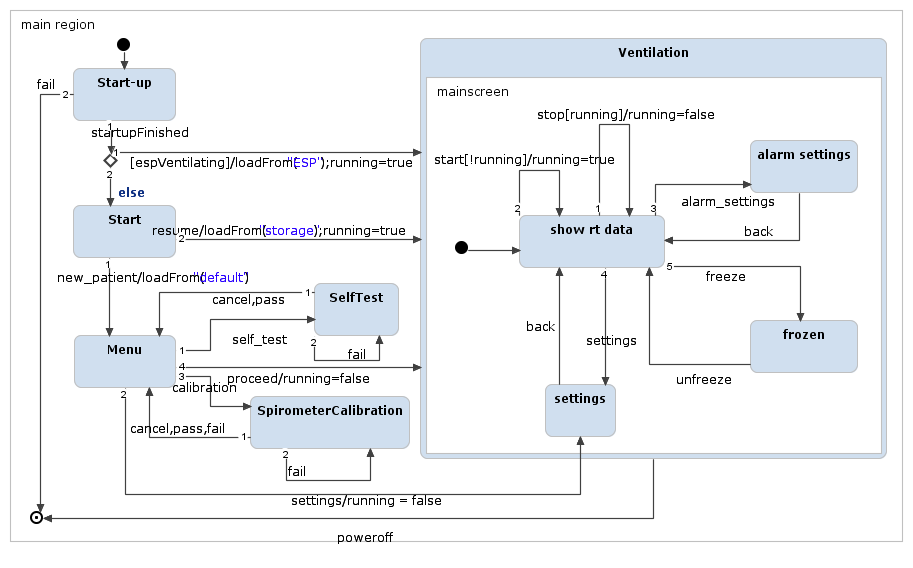 main region
Start-up
fail
2
1
startupFinished
1
[espVentilating]/loadFrom("ESP");running=true
2
else
Start
resume/loadFrom("storage");running=true
2
1
new_patient/loadFrom("default")
cancel,pass
1
SelfTest
self_test
1
2
fail
Menu
4
proceed/running=false
3
calibration
2
SpirometerCalibration
cancel,pass,fail
1
2
fail
settings/running = false
poweroff
Ventilation
mainscreen
stop[running]/running=false
start[!running]/running=true
alarm settings
2
1
3
alarm_settings
show rt data
back
5
4
freeze
back
settings
frozen
unfreeze
settings